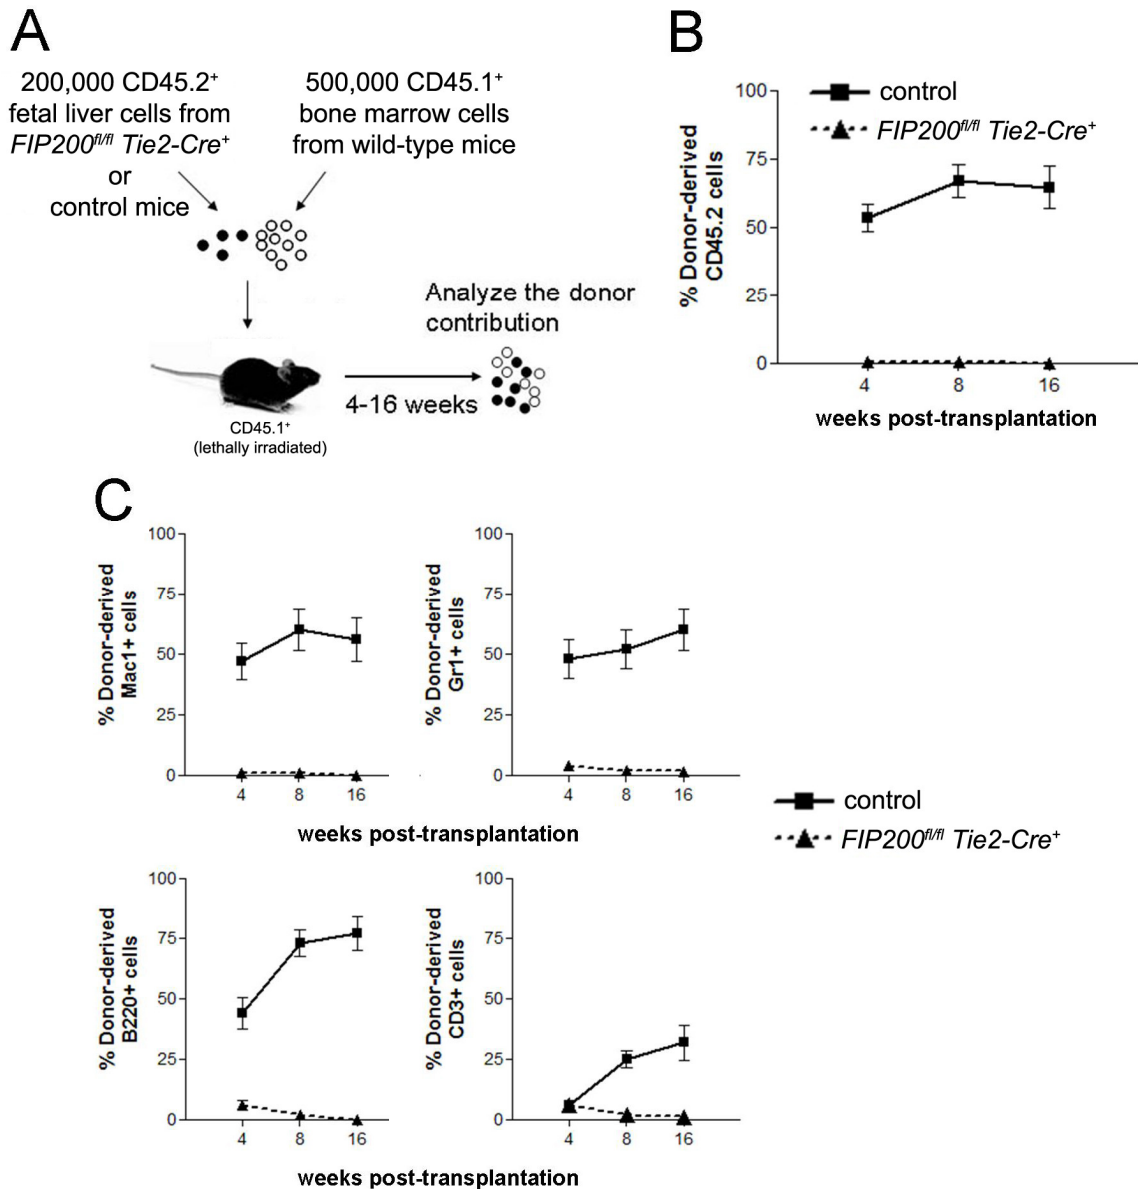 A
200,000 CD45.2⁺
fetal liver cells from
FIP200fl/fl Tie2-Cre⁺
or
control mice
500,000 CD45.1⁺
bone marrow cells
from wild-type mice
CD45.1⁺
(lethally irradiated)
4-16 weeks
Analyze the donor
contribution
B
% Donor-derived
CD45.2 cells
100
75
50
25
0
control
FIP200fl/fl Tie2-Cre⁺
4 8 16
weeks post-transplantation
C
% Donor-derived
Mac1+ cells
100
75
50
25
0
4 8 16
% Donor-derived
Gr1+ cells
100
75
50
25
0
4 8 16
weeks post-transplantation
control
FIP200fl/fl Tie2-Cre⁺
% Donor-derived
B220+ cells
100
75
50
25
0
4 8 16
% Donor-derived
CD3+ cells
100
75
50
25
0
4 8 16
weeks post-transplantation